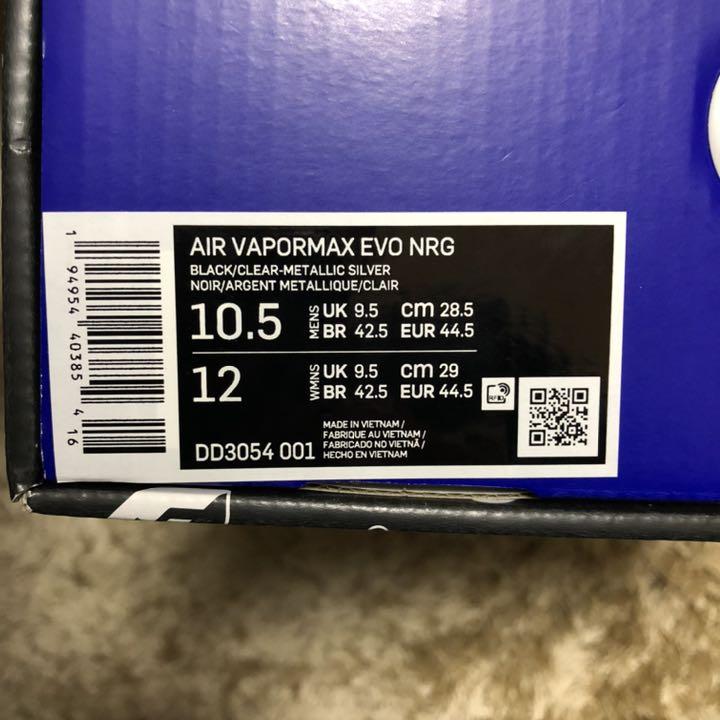 AIR VAPORMAX EVO NRG
BLACK/CLEAR-METALLIC SILVER
NOIR/ARGENT METALLIQUE/CLAIR
10.5 MENS UK 9.5 cm 28.5
BR 42.5 EUR 44.5
12 WMNS UK 9.5 cm 29
BR 42.5 EUR 44.5
RFID
DD3054 001
MADE IN VIETNAM /
FABRIQUE AU VIETNAM /
FABRICADO NO VIETNÃ /
HECHO EN VIETNAM
1 94954 40385 4 16